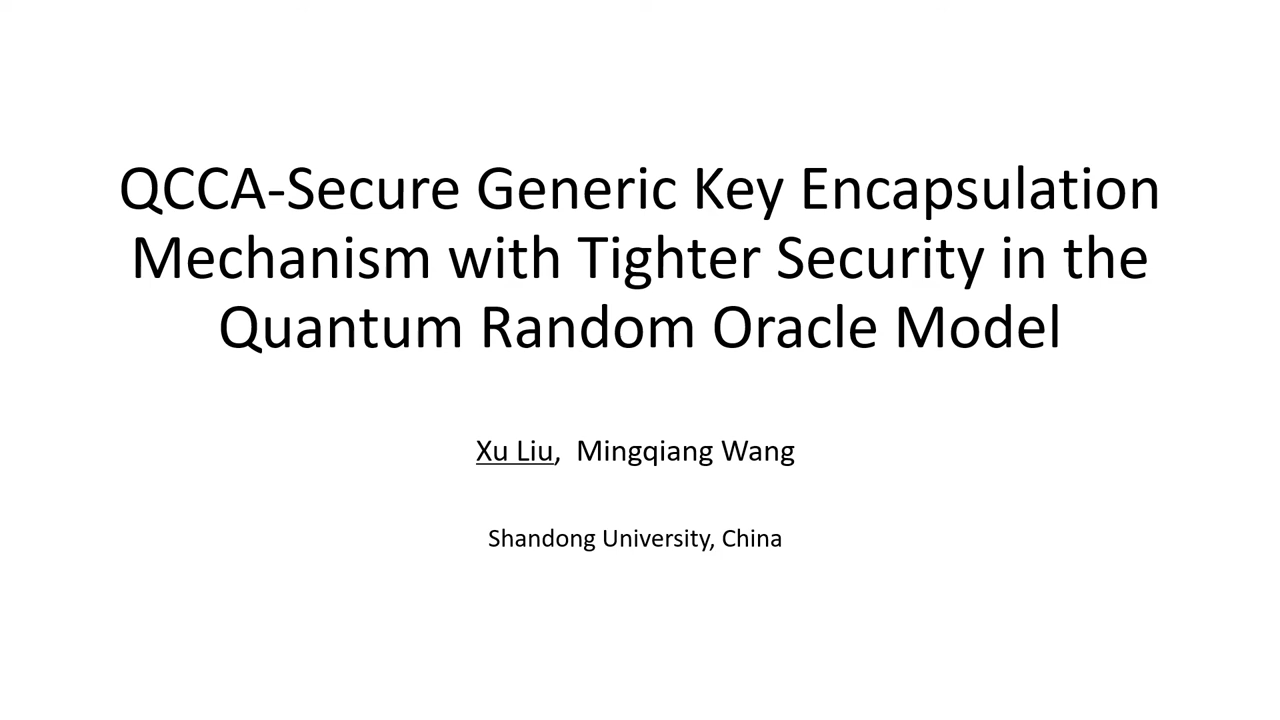 QCCA-Secure Generic Key Encapsulation
Mechanism with Tighter Security in the
Quantum Random Oracle Model
Xu Liu, Mingqiang Wang
Shandong University, China